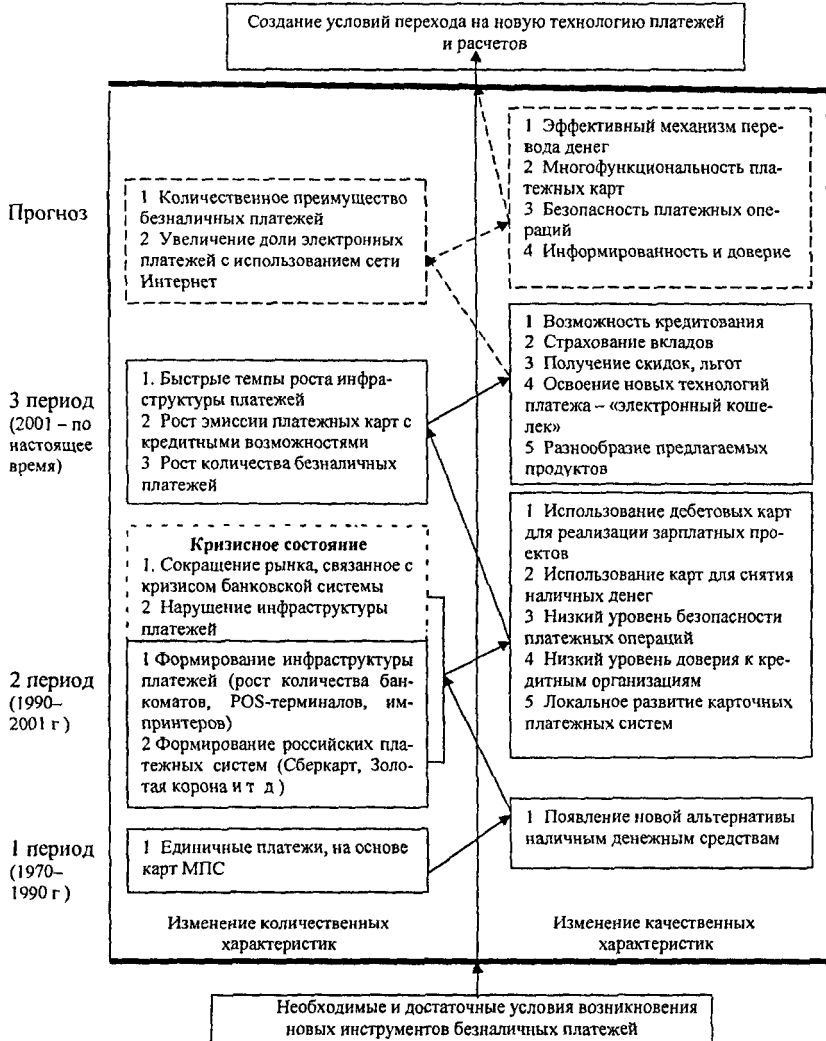 Создание условий перехода на новую технологию платежей
и расчетов
Прогноз
1 Количественное преимущество
безналичных платежей
2 Увеличение доли электронных
платежей с использованием сети
Интернет
1 Эффективный механизм пере-
вода денег
2 Многофункциональность пла-
тежных карт
3 Безопасность платежных опе-
раций
4 Информированность и доверие
3 период
(2001 – по
настоящее
время)
1. Быстрые темпы роста инфра-
структуры платежей
2 Рост эмиссии платежных карт с
кредитными возможностями
3 Рост количества безналичных
платежей
1 Возможность кредитования
2 Страхование вкладов
3 Получение скидок, льгот
4 Освоение новых технологий
платежа – «электронный коше-
лек»
5 Разнообразие предлагаемых
продуктов
Кризисное состояние
1. Сокращение рынка, связанное с
кризисом банковской системы
2 Нарушение инфраструктуры
платежей
2 период
(1990–
2001 г )
1 Формирование инфраструктуры
платежей (рост количества бан-
коматов, POS-терминалов, им-
принтеров)
2 Формирование российских пла-
тежных систем (Сберкарт, Золо-
тая корона и т д )
1 Использование дебетовых карт
для реализации зарплатных про-
ектов
2 Использование карт для снятия
наличных денег
3 Низкий уровень безопасности
платежных операций
4 Низкий уровень доверия к кре-
дитным организациям
5 Локальное развитие карточных
платежных систем
1 период
(1970–
1990 г )
1 Единичные платежи, на основе
карт МПС
1 Появление новой альтернативы
наличным денежным средствам
Изменение количественных
характеристик
Изменение качественных
характеристик
Необходимые и достаточные условия возникновения
новых инструментов безналичных платежей